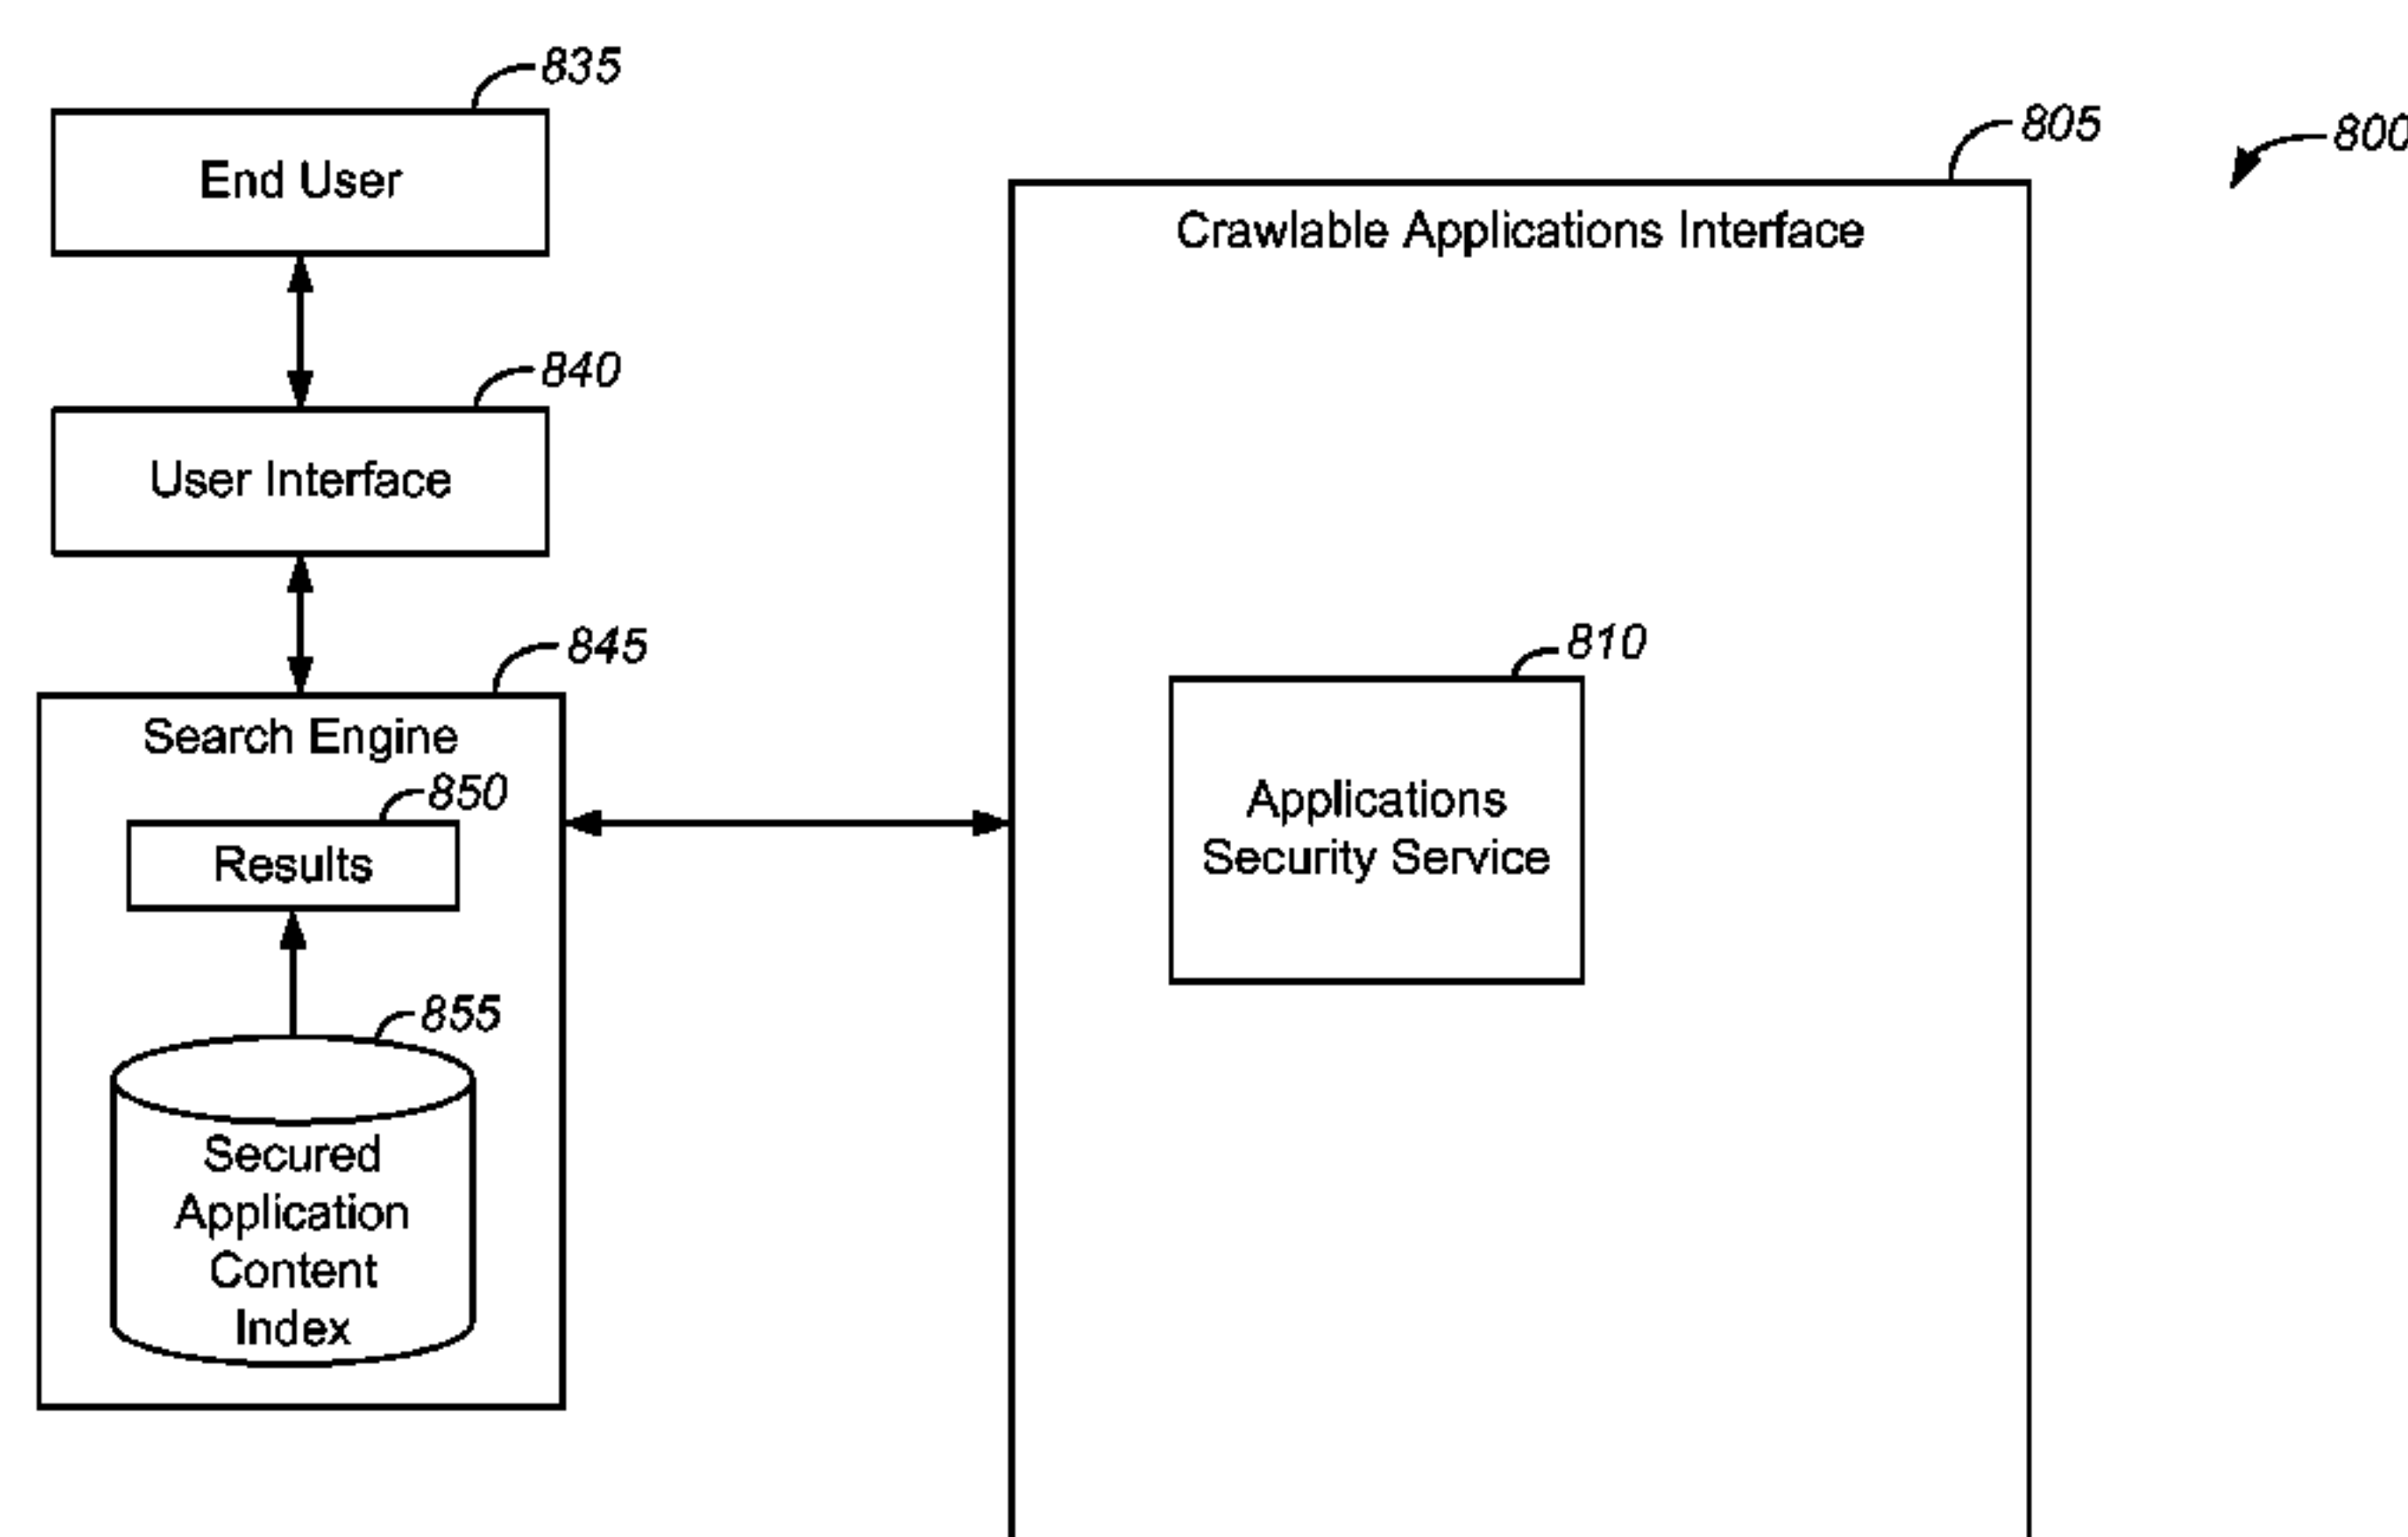 835
End User
805
800
Crawlable Applications Interface
840
User Interface
845
Search Engine
850
Results
810
Applications
Security Service
855
Secured
Application
Content
Index